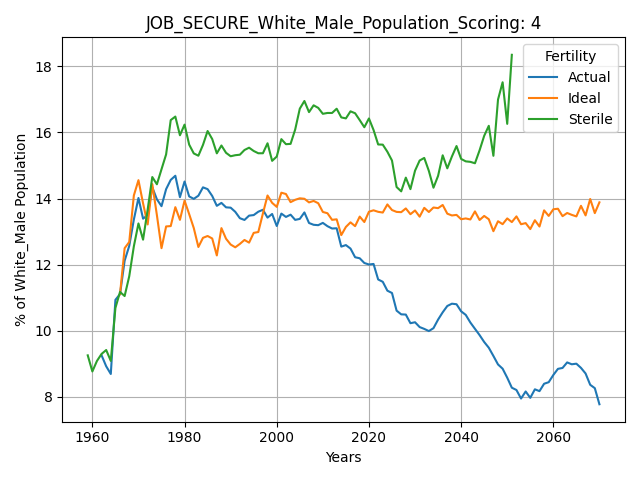 JOB_SECURE_White_Male_Population_Scoring: 4
% of White_Male Population
18
16
14
12
10
8
Fertility
Actual
Ideal
Sterile
1960 1980 2000 2020 2040 2060
Years